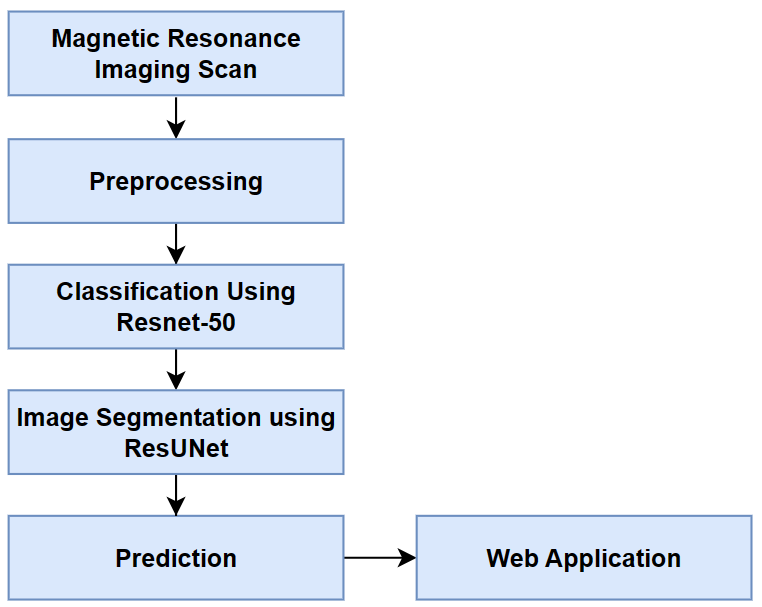 Magnetic Resonance
Imaging Scan
Preprocessing
Classification Using
Resnet-50
Image Segmentation using
ResUNet
Prediction
Web Application